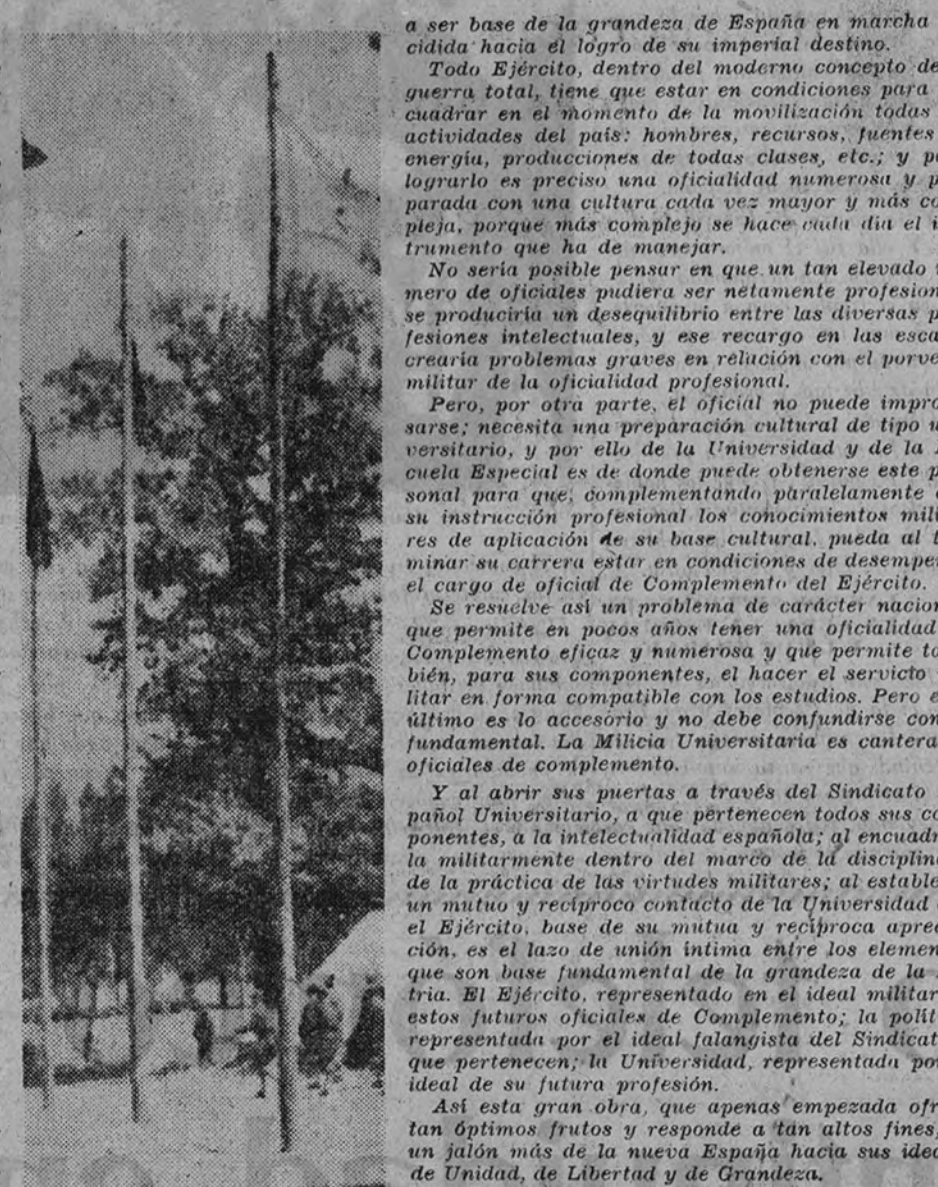 a ser base de la grandeza de España en marcha
cidida hacia el logro de su imperial destino.
Todo Ejército, dentro del moderno concepto de
guerra total, tiene que estar en condiciones para
cuadrar en el momento de la movilización todas
actividades del país: hombres, recursos, fuentes
energía, producciones de todas clases, etc.; y p
lograrlo es preciso una oficialidad numerosa y p
parada con una cultura cada vez mayor y más co
pleja, porque más complejo se hace cada día el i
trumento que ha de manejar.
No sería posible pensar en que un tan elevado
mero de oficiales pudiera ser netamente profesion
se produciría un desequilibrio entre las diversas p
fesiones intelectuales, y ese recargo en las esca
crearía problemas graves en relación con el porve
militar de la oficialidad profesional.
Pero, por otra parte, el oficial no puede impro
sarse; necesita una preparación cultural de tipo u
versitario, y por ello de la Universidad y de la
cuela Especial es de donde puede obtenerse este p
sonal para que, complementando paralelamente
su instrucción profesional los conocimientos mili
res de aplicación de su base cultural, pueda al t
minar su carrera estar en condiciones de desempe
el cargo de oficial de Complemento del Ejército.
Se resuelve así un problema de carácter nacion
que permite en pocos años tener una oficialidad
Complemento eficaz y numerosa y que permite ta
bién, para sus componentes, el hacer el servicto
litar en forma compatible con los estudios. Pero e
último es lo accesorio y no debe confundirse con
fundamental. La Milicia Universitaria es cantera
oficiales de complemento.
Y al abrir sus puertas a través del Sindicato
pañol Universitario, a que pertenecen todos sus co
ponentes, a la intelectualidad española; al encuadr
la militarmente dentro del marco de la disciplin
de la práctica de las virtudes militares; al estable
un mutuo y recíproco contacto de la Universidad
el Ejército, base de su mutua y recíproca aprec
ción, es el lazo de unión íntima entre los elemen
que son base fundamental de la grandeza de la
tria. El Ejército, representado en el ideal militar
estos futuros oficiales de Complemento; la polít
representada por el ideal falangista del Sindicat
que pertenecen; la Universidad, representada po
ideal de su futura profesión.
Así esta gran obra, que apenas empezada ofr
tan óptimos frutos y responde a tan altos fines,
un jalón más de la nueva España hacia sus idea
de Unidad, de Libertad y de Grandeza.